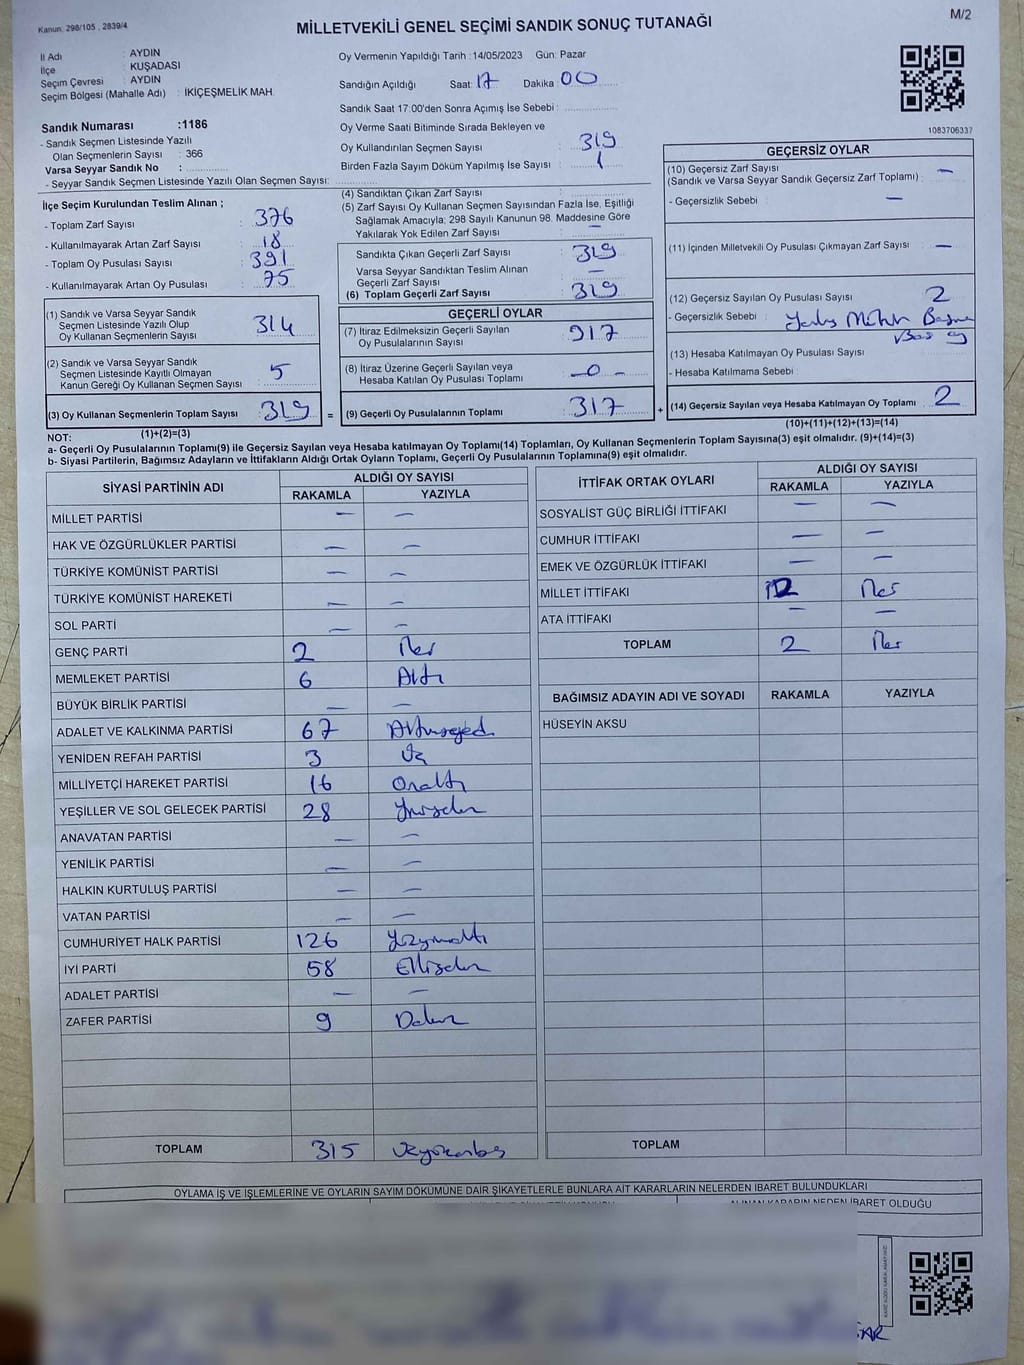 Kanun: 298/105 , 2839/4
MİLLETVEKİLİ GENEL SEÇİMİ SANDIK SONUÇ TUTANAĞI
M/2
İl Adı : AYDIN
İlçe : KUŞADASI
Seçim Çevresi : AYDIN
Seçim Bölgesi (Mahalle Adı) : İKİÇEŞMELİK MAH.
Oy Vermenin Yapıldığı Tarih : 14/05/2023 Gün: Pazar
Sandığın Açıldığı Saat: 17 Dakika : 00
Sandık Saat 17.00'den Sonra Açımış İse Sebebi :
Sandık Numarası :1186
- Sandık Seçmen Listesinde Yazılı
Olan Seçmenlerin Sayısı : 366
Varsa Seyyar Sandık No :
- Seyyar Sandık Seçmen Listesinde Yazılı Olan Seçmen Sayısı:
Oy Verme Saati Bitiminde Sırada Bekleyen ve
Oy Kullandırılan Seçmen Sayısı : 319
Birden Fazla Sayım Döküm Yapılmış İse Sayısı : 1
1083706337
İlçe Seçim Kurulundan Teslim Alınan ;
- Toplam Zarf Sayısı : 376
- Kullanılmayarak Artan Zarf Sayısı : 18
- Toplam Oy Pusulası Sayısı : 391
- Kullanılmayarak Artan Oy Pusulası : 75
(1) Sandık ve Varsa Seyyar Sandık
Seçmen Listesinde Yazılı Olup
Oy Kullanan Seçmenlerin Sayısı : 314
(2) Sandık ve Varsa Seyyar Sandık
Seçmen Listesinde Kayıtlı Olmayan
Kanun Gereği Oy Kullanan Seçmen Sayısı : 5
(3) Oy Kullanan Seçmenlerin Toplam Sayısı : 319 =
(1)+(2)=(3)
(4) Sandıktan Çıkan Zarf Sayısı :
(5) Zarf Sayısı Oy Kullanan Seçmen Sayısından Fazla İse, Eşitliği
Sağlamak Amacıyla; 298 Sayılı Kanunun 98. Maddesine Göre
Yakılarak Yok Edilen Zarf Sayısı : —
Sandıkta Çıkan Geçerli Zarf Sayısı : 319
Varsa Seyyar Sandıktan Teslim Alınan
Geçerli Zarf Sayısı : —
(6) Toplam Geçerli Zarf Sayısı : 319
GEÇERLİ OYLAR
(7) İtiraz Edilmeksizin Geçerli Sayılan
Oy Pusulalarının Sayısı : 917
(8) İtiraz Üzerine Geçerli Sayılan veya
Hesaba Katılan Oy Pusulası Toplamı : -0-
(9) Geçerli Oy Pusulalarının Toplamı : 317 +
GEÇERSİZ OYLAR
(10) Geçersiz Zarf Sayısı : —
(Sandık ve Varsa Seyyar Sandık Geçersiz Zarf Toplamı)
- Geçersizlik Sebebi : —
(11) İçinden Milletvekili Oy Pusulası Çıkmayan Zarf Sayısı : —
(12) Geçersiz Sayılan Oy Pusulası Sayısı : 2
- Geçersizlik Sebebi :
(13) Hesaba Katılmayan Oy Pusulası Sayısı :
- Hesaba Katılmama Sebebi :
(14) Geçersiz Sayılan veya Hesaba Katılmayan Oy Toplamı : 2
(10)+(11)+(12)+(13)=(14)
NOT:
a- Geçerli Oy Pusulaları Toplamı(9) ile Geçersiz Sayılan veya Hesaba katılmayan Oy Toplamı(14) Toplamları, Oy Kullanan Seçmenlerin Toplam Sayısına(3) eşit olmalıdır. (9)+(14)=(3)
b- Siyasi Partilerin, Bağımsız Adayların ve İttifakların Aldığı Ortak Oyların Toplamı, Geçerli Oy Pusulalarının Toplamına(9) eşit olmalıdır.
SİYASİ PARTİNİN ADI ALDIĞI OY SAYISI
RAKAMLA YAZIYLA
MİLLET PARTİSİ — —
HAK VE ÖZGÜRLÜKLER PARTİSİ — —
TÜRKİYE KOMÜNİST PARTİSİ — —
TÜRKİYE KOMÜNİST HAREKETİ — —
SOL PARTİ — —
GENÇ PARTİ 2
MEMLEKET PARTİSİ 6 Altı
BÜYÜK BİRLİK PARTİSİ — —
ADALET VE KALKINMA PARTİSİ 67 Altmışyedi
YENİDEN REFAH PARTİSİ 3 Üç
MİLLİYETÇİ HAREKET PARTİSİ 16 Onaltı
YEŞİLLER VE SOL GELECEK PARTİSİ 28 Yirmisekiz
ANAVATAN PARTİSİ — —
YENİLİK PARTİSİ — —
HALKIN KURTULUŞ PARTİSİ — —
VATAN PARTİSİ — —
CUMHURİYET HALK PARTİSİ 126 Yüzyirmialtı
İYİ PARTİ 58 Ellisekiz
ADALET PARTİSİ — —
ZAFER PARTİSİ 9 Dokuz
TOPLAM 315 Üçyüzonbeş
İTTİFAK ORTAK OYLARI ALDIĞI OY SAYISI
RAKAMLA YAZIYLA
SOSYALİST GÜÇ BİRLİĞİ İTTİFAKI — —
CUMHUR İTTİFAKI — —
EMEK VE ÖZGÜRLÜK İTTİFAKI — —
MİLLET İTTİFAKI 2
ATA İTTİFAKI — —
TOPLAM 2
BAĞIMSIZ ADAYIN ADI VE SOYADI RAKAMLA YAZIYLA
HÜSEYİN AKSU
TOPLAM
OYLAMA İŞ VE İŞLEMLERİNE VE OYLARIN SAYIM DÖKÜMÜNE DAİR ŞİKAYETLERLE BUNLARA AİT KARARLARIN NELERDEN İBARET BULUNDUKLARI
ALINAN KARARIN NEDEN İBARET OLDUĞU